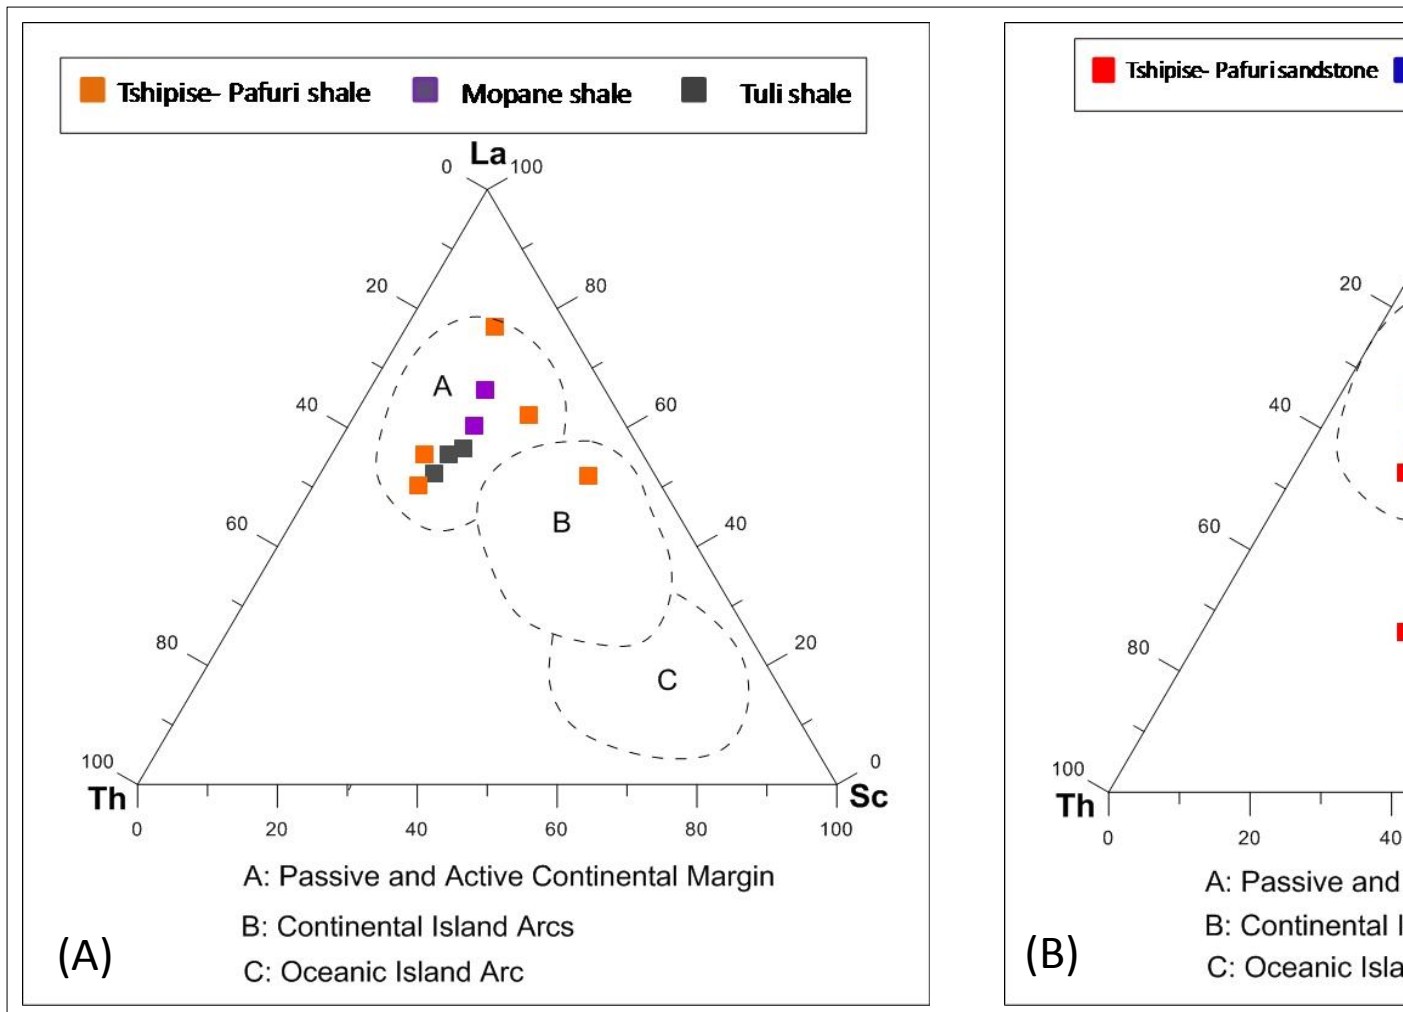 Tshipise- Pafuri shale Mopane shale Tuli shale
La
0 100
20 80
A
40 60
B
60 40
80 20
C
100 0
Th Sc
0 20 40 60 80 100
A: Passive and Active Continental Margin
B: Continental Island Arcs
C: Oceanic Island Arc
(A)
Tshipise- Pafuri sandstone
20
40
60
80
100
Th
0 20 40
A: Passive and
B: Continental I
C: Oceanic Isla
(B)